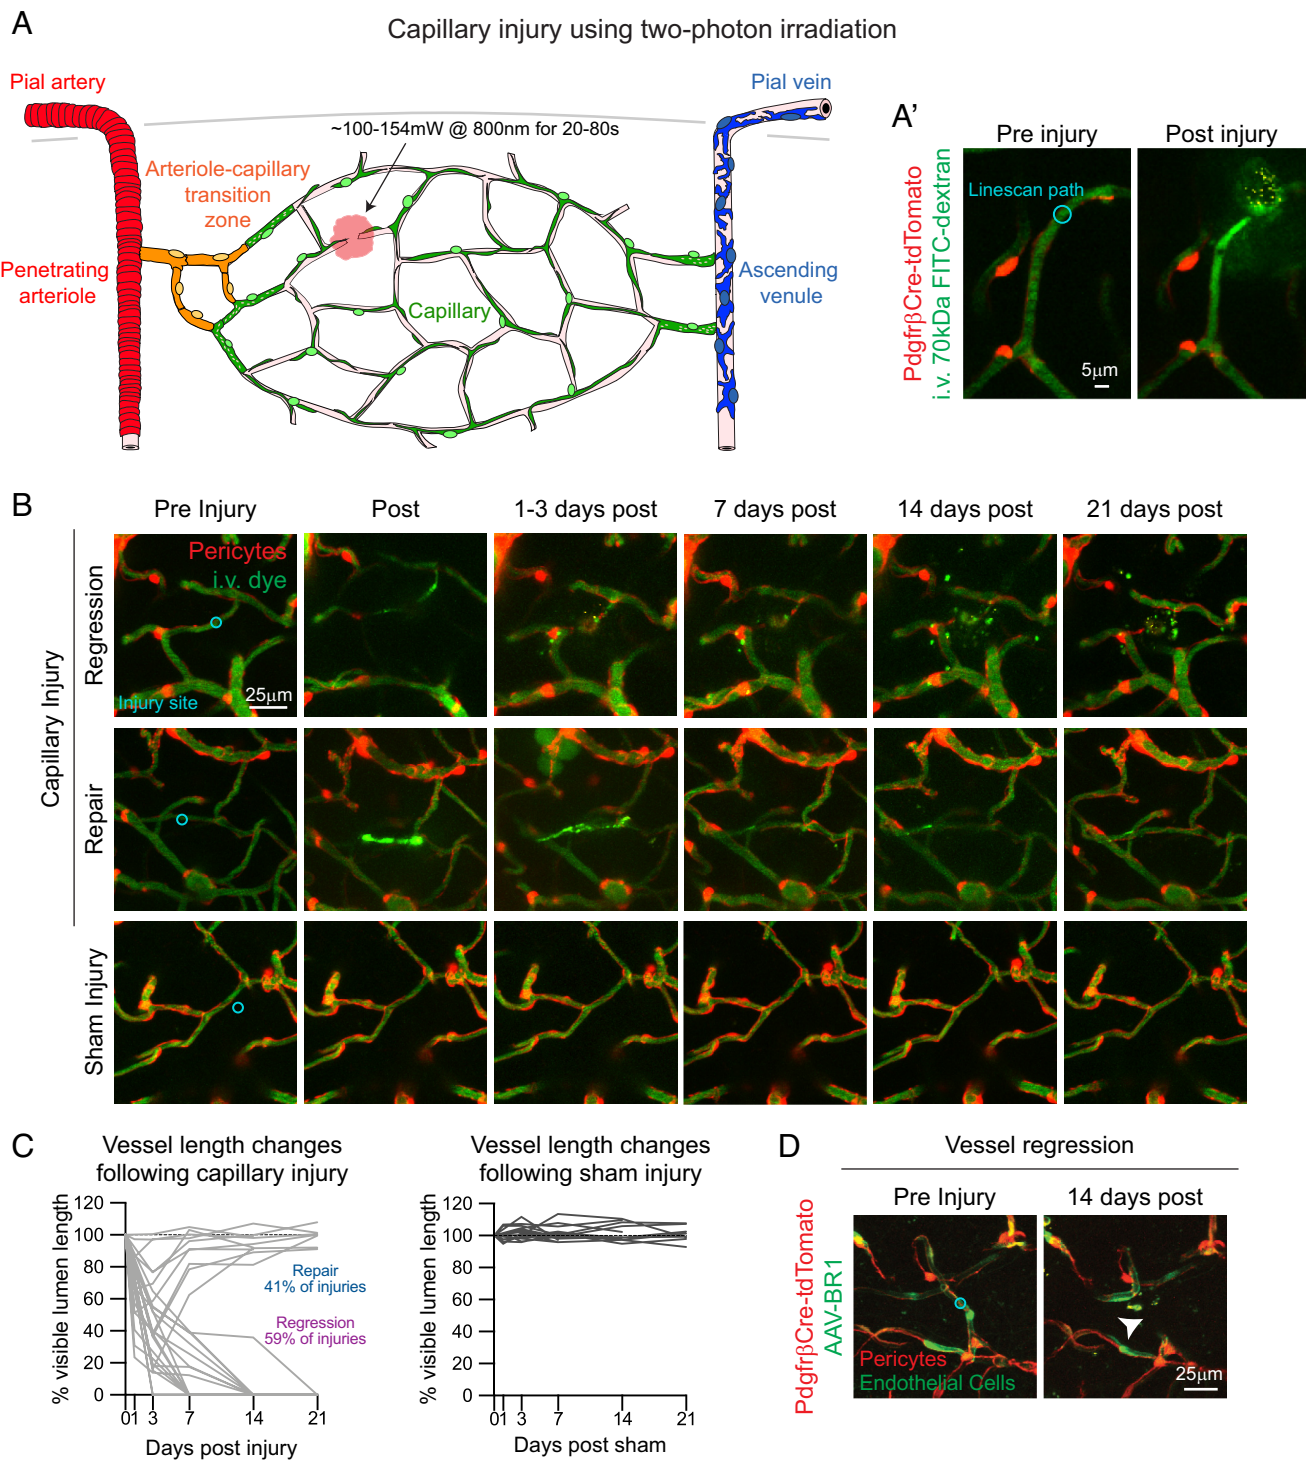 A
Capillary injury using two-photon irradiation
Pial artery
Pial vein
~100-154mW @ 800nm for 20-80s
Arteriole-capillary
transition
zone
Penetrating
arteriole
Capillary
Ascending
venule
A'
Pre injury
Post injury
PdgfrβCre-tdTomato
i.v. 70kDa FITC-dextran
Linescan path
5μm
B
Pre Injury
Post
1-3 days post
7 days post
14 days post
21 days post
Capillary Injury
Regression
Pericytes
i.v. dye
Injury site
25μm
Repair
Sham Injury
C
Vessel length changes
following capillary injury
% visible lumen length
120
100
80
60
40
20
0
Repair
41% of injuries
Regression
59% of injuries
0 1 3 7 14 21
Days post injury
Vessel length changes
following sham injury
% visible lumen length
120
100
80
60
40
20
0
0 1 3 7 14 21
Days post sham
D
Vessel regression
Pre Injury
14 days post
PdgfrβCre-tdTomato
AAV-BR1
Pericytes
Endothelial Cells
25μm